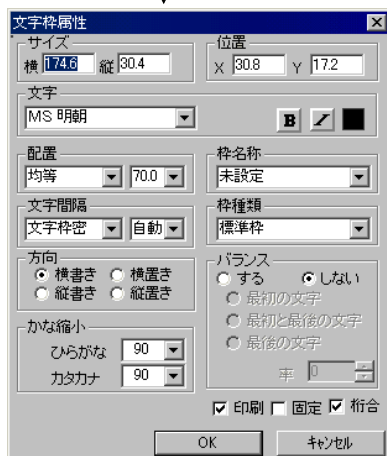 文字枠属性
サイズ
横 174.6 縦 30.4
位置
X 30.8 Y 17.2
文字
MS 明朝
B I
配置
均等 70.0
枠名称
未設定
文字間隔
文字枠密 自動
枠種類
標準枠
方向
横書き 横置き
縦書き 縦置き
バランス
する しない
最初の文字
最初と最後の文字
最後の文字
率 0
かな縮小
ひらがな 90
カタカナ 90
印刷 固定 桁合
OK キャンセル